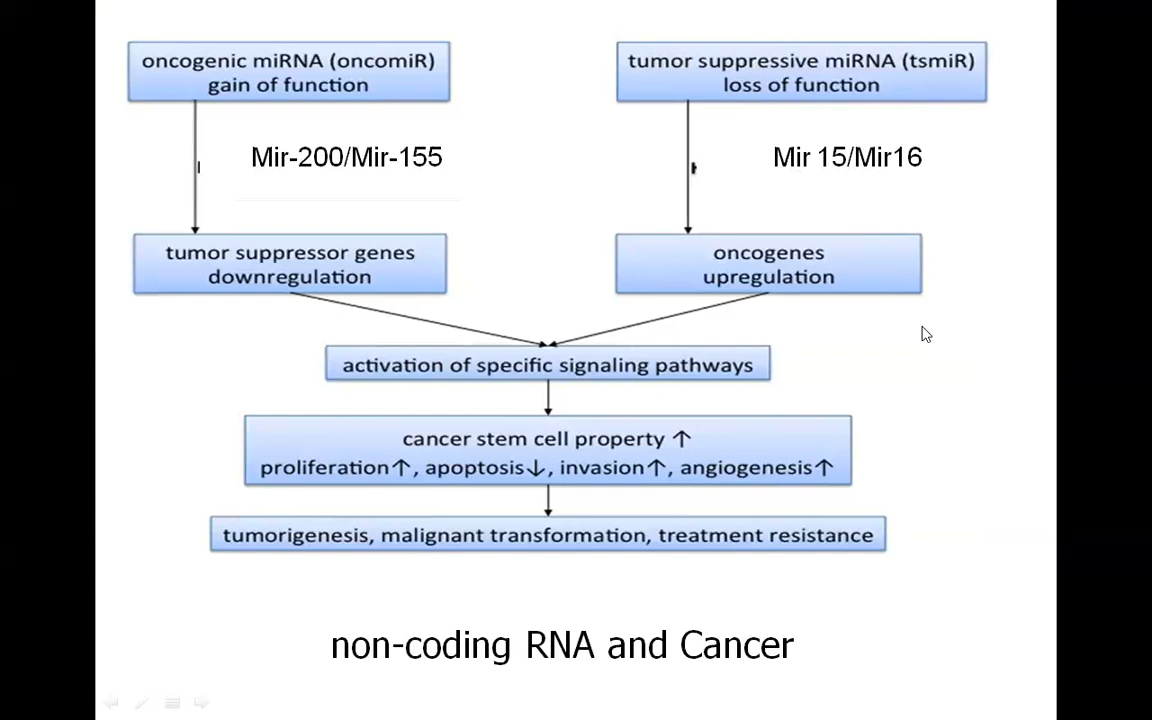 oncogenic miRNA (oncomiR)
gain of function
tumor suppressive miRNA (tsmiR)
loss of function
Mir-200/Mir-155
Mir 15/Mir16
tumor suppressor genes
downregulation
oncogenes
upregulation
activation of specific signaling pathways
cancer stem cell property ↑
proliferation↑, apoptosis↓, invasion↑, angiogenesis↑
tumorigenesis, malignant transformation, treatment resistance
non-coding RNA and Cancer